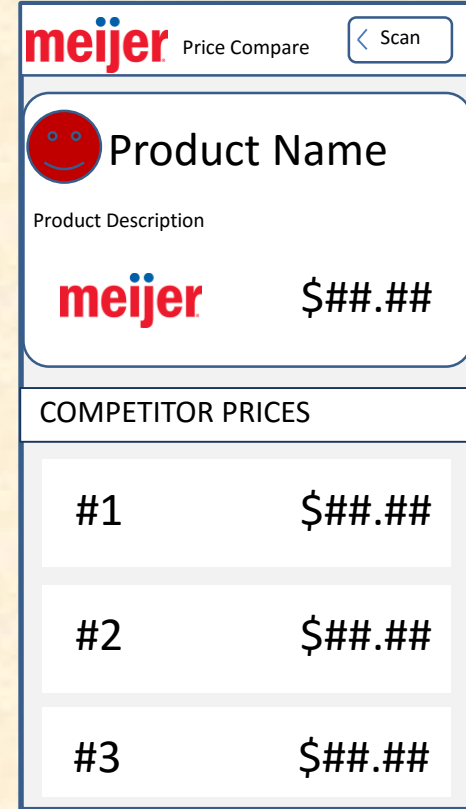 meijer Price Compare < Scan
Product Name
Product Description
meijer $##.##
COMPETITOR PRICES
#1 $##.##
#2 $##.##
#3 $##.##